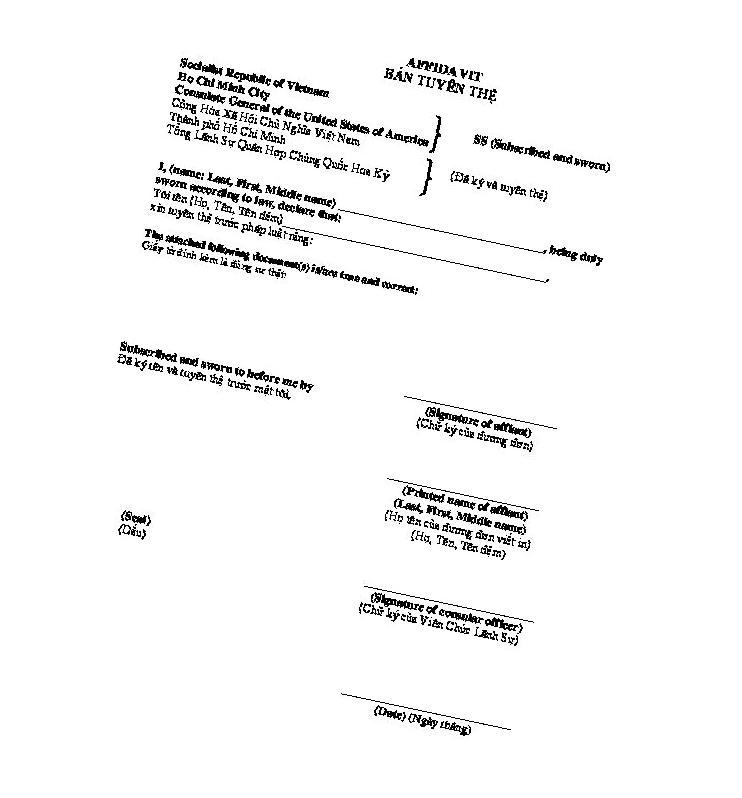 AFFIDAVIT
BẢN TUYÊN THỆ
Socialist Republic of Vietnam
Ho Chi Minh City
Consulate General of the United States of America
Cộng Hòa Xã Hội Chủ Nghĩa Việt Nam
Thành phố Hồ Chí Minh
Tổng Lãnh Sự Quán Hợp Chủng Quốc Hoa Kỳ
} SS (Subscribed and sworn)
} (Đã ký và tuyên thệ)
I, (name: Last, First, Middle name) ____________________, being duly
sworn according to law, declare that:
Tôi tên (Họ, Tên, Tên đệm) ____________________,
xin tuyên thệ trước pháp luật rằng:
The attached following document(s) is/are true and correct:
Giấy tờ đính kèm là đúng sự thật:
Subscribed and sworn to before me by
Đã ký tên và tuyên thệ trước mặt tôi,
(Signature of affiant)
(Chữ ký của đương đơn)
(Printed name of affiant)
(Last, First, Middle name)
(Họ tên của đương đơn viết in)
(Họ, Tên, Tên đệm)
(Seal)
(Dấu)
(Signature of consular officer)
(Chữ ký của Viên Chức Lãnh Sự)
(Date) (Ngày tháng)